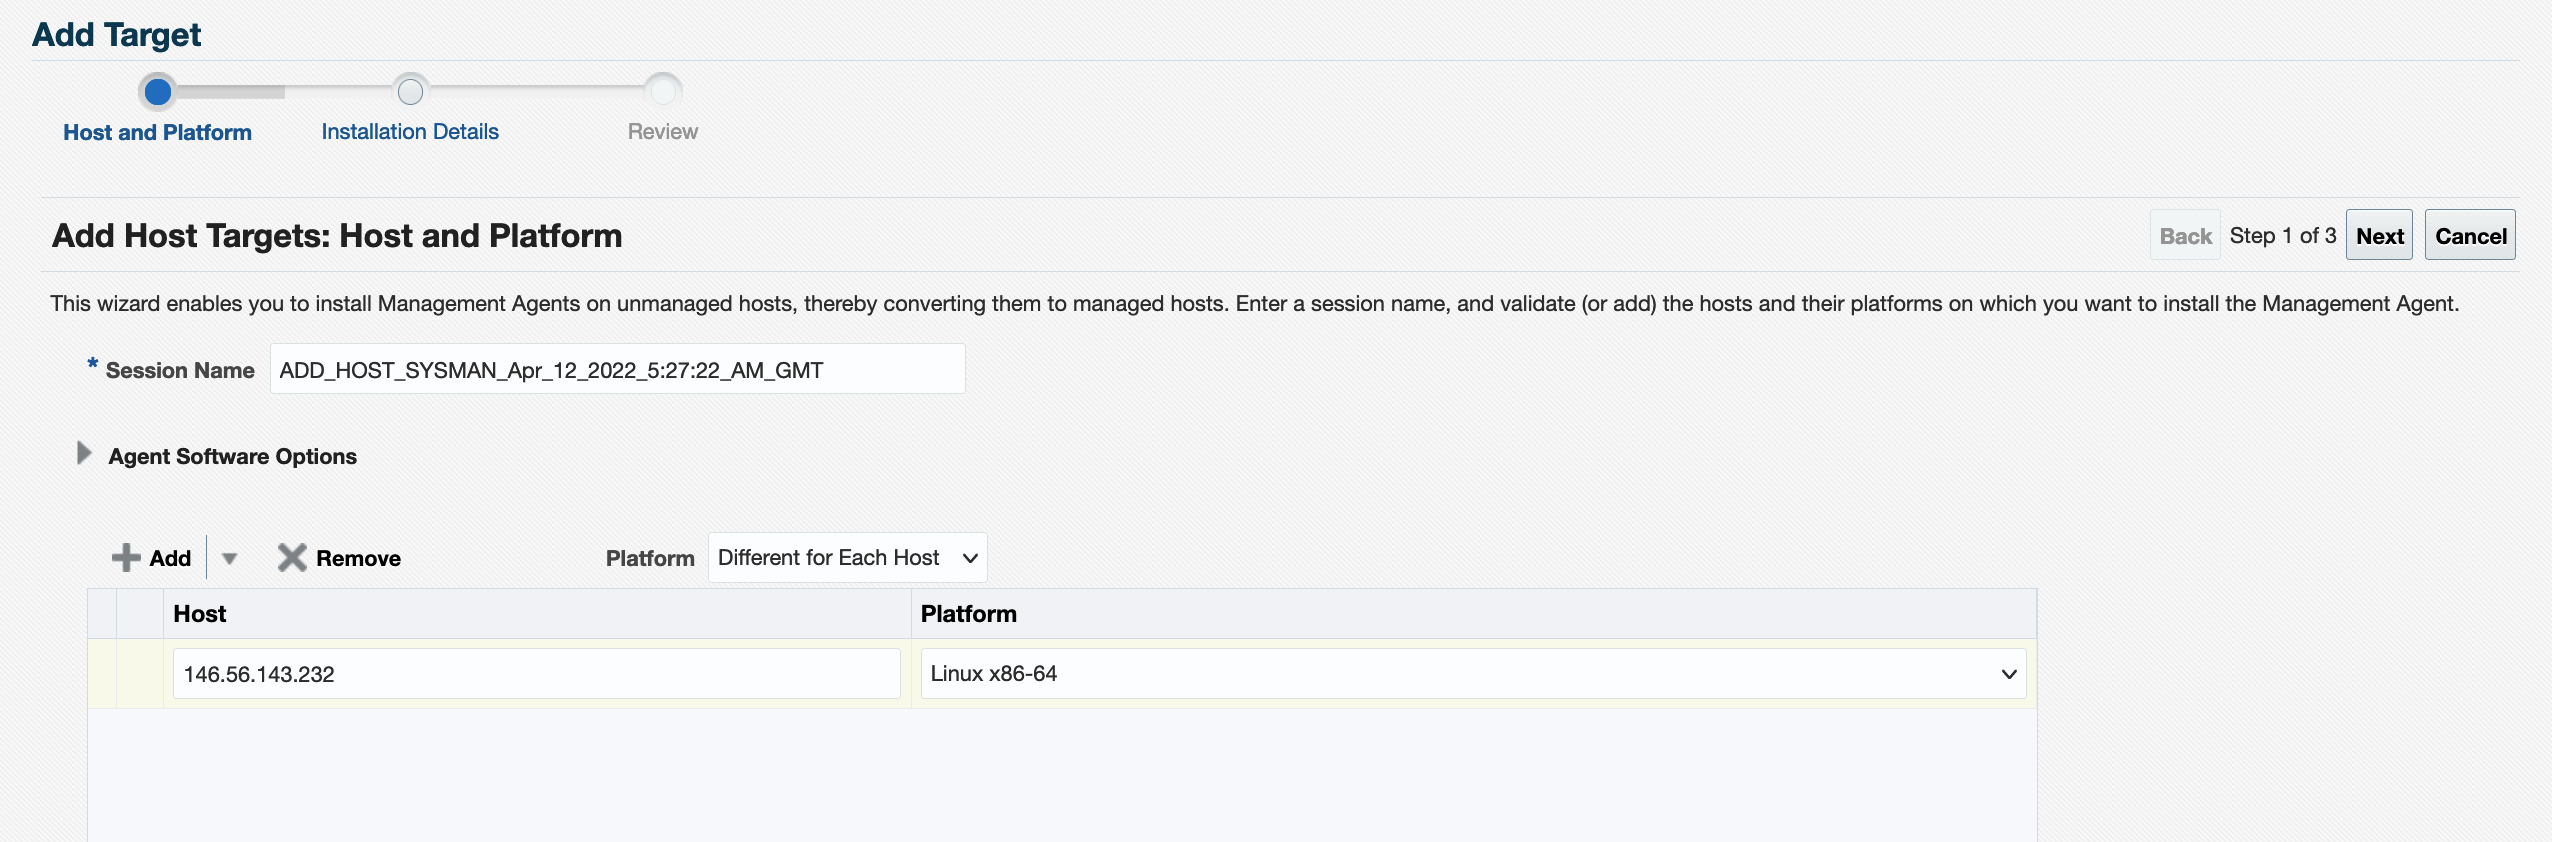 Add Target
Host and Platform Installation Details Review
Add Host Targets: Host and Platform Back Step 1 of 3 Next Cancel
This wizard enables you to install Management Agents on unmanaged hosts, thereby converting them to managed hosts. Enter a session name, and validate (or add) the hosts and their platforms on which you want to install the Management Agent.
* Session Name ADD_HOST_SYSMAN_Apr_12_2022_5:27:22_AM_GMT
Agent Software Options
Add Remove Platform Different for Each Host
Host Platform
146.56.143.232 Linux x86-64